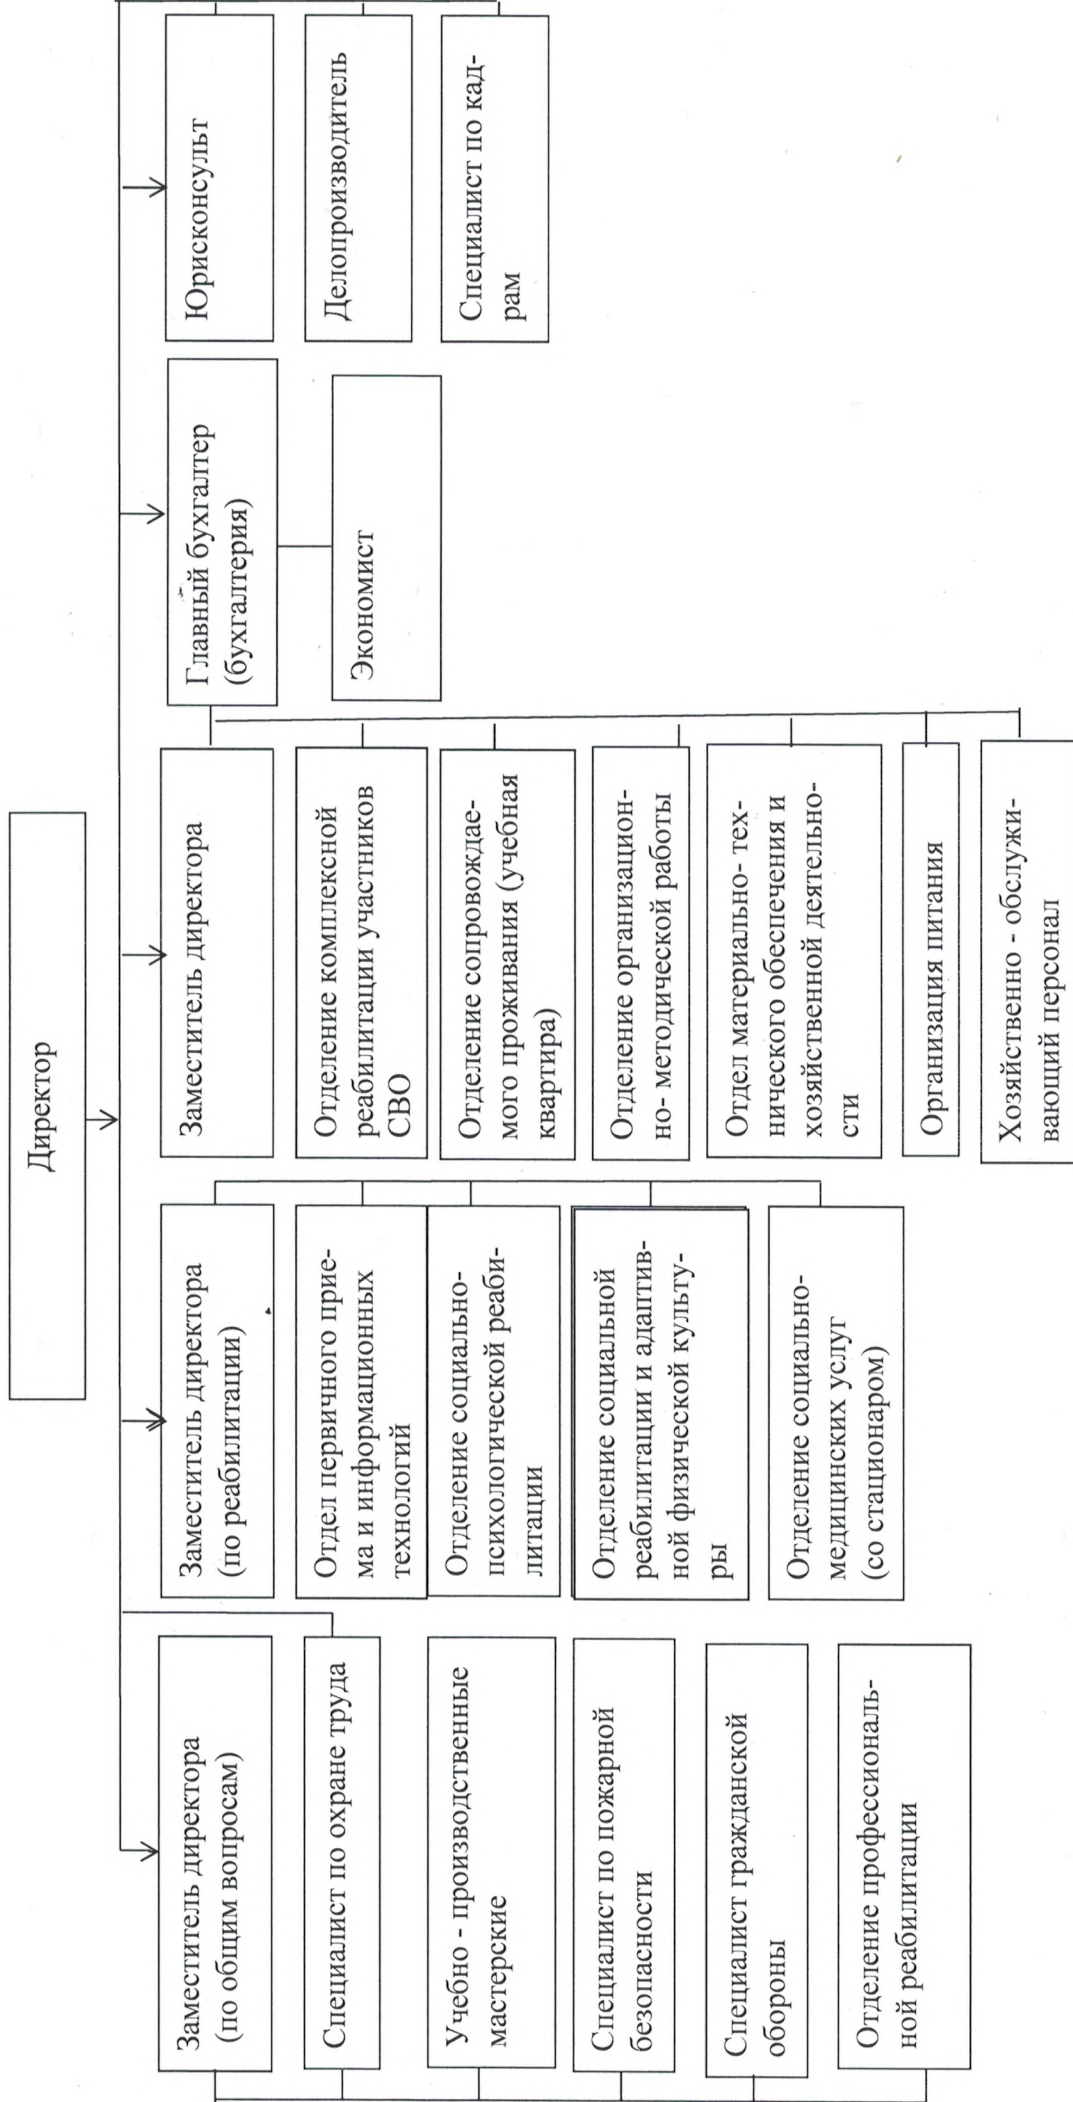 Директор
Заместитель директора
(по общим вопросам)
Специалист по охране труда
Учебно - производственные
мастерские
Специалист по пожарной
безопасности
Специалист гражданской
обороны
Отделение профессиональ-
ной реабилитации
Заместитель директора
(по реабилитации)
Отдел первичного прие-
ма и информационных
технологий
Отделение социально-
психологической реаби-
литации
Отделение социальной
реабилитации и адаптив-
ной физической культу-
ры
Отделение социально-
медицинских услуг
(со стационаром)
Заместитель директора
Отделение комплексной
реабилитации участников
СВО
Отделение сопровождае-
мого проживания (учебная
квартира)
Отделение организацион-
но- методической работы
Отдел материально- тех-
нического обеспечения и
хозяйственной деятельно-
сти
Организация питания
Хозяйственно - обслужи-
вающий персонал
Главный бухгалтер
(бухгалтерия)
Экономист
Юрисконсульт
Делопроизводитель
Специалист по кад-
рам